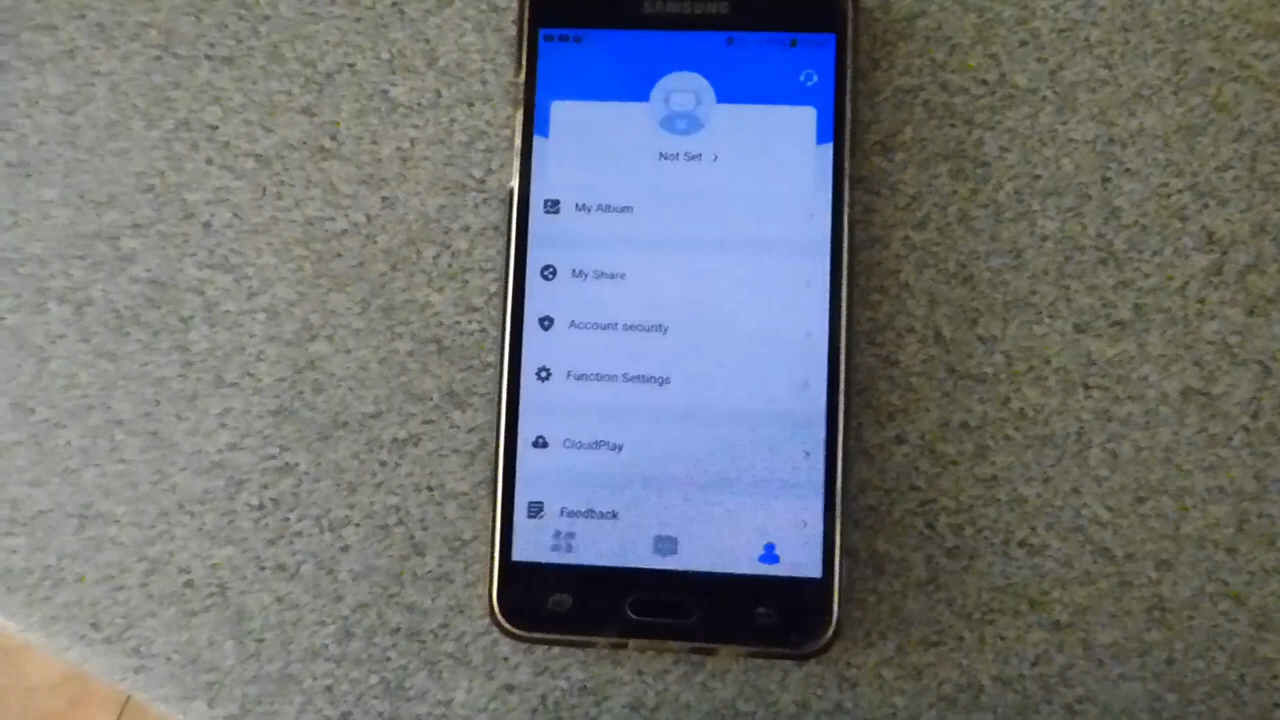 SAMSUNG
Not Set
My Album
My Share
Account security
Function Settings
CloudPlay
Feedback